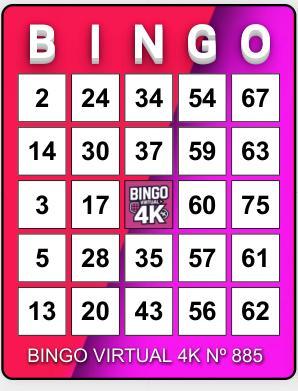 B I N G O
2 24 34 54 67
14 30 37 59 63
3 17 BINGO VIRTUAL 4K 60 75
5 28 35 57 61
13 20 43 56 62
BINGO VIRTUAL 4K Nº 885